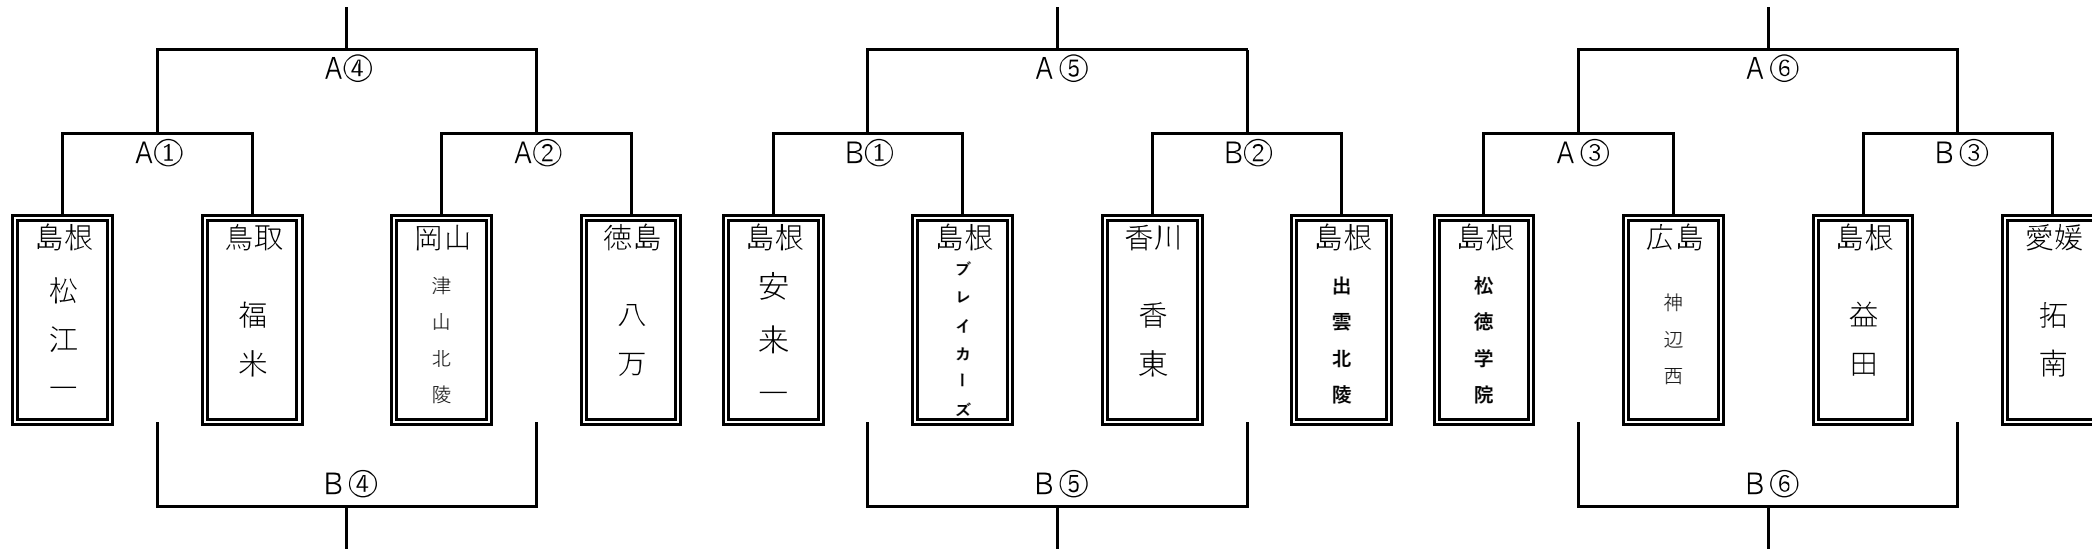 A④ A⑤ A⑥
A① A② B① B② A③ B③
島根 鳥取 岡山 徳島 島根 島根 香川 島根 島根 広島 島根 愛媛
松江一
福米
津山北陵
八万
安来一
ブレイカーズ
香東
出雲北陵
松徳学院
神辺西
益田
拓南
B④ B⑤ B⑥